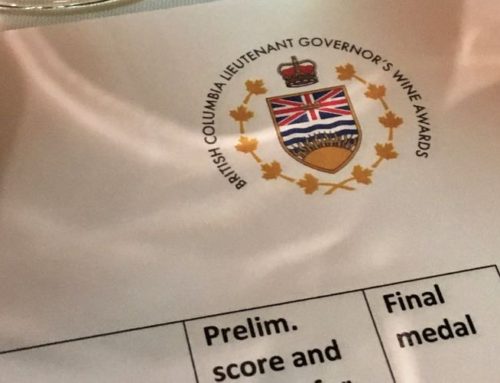 BRITISH COLUMBIA LIEUTENANT GOVERNOR'S WINE AWARDS
Prelim.
score and
Final
medal